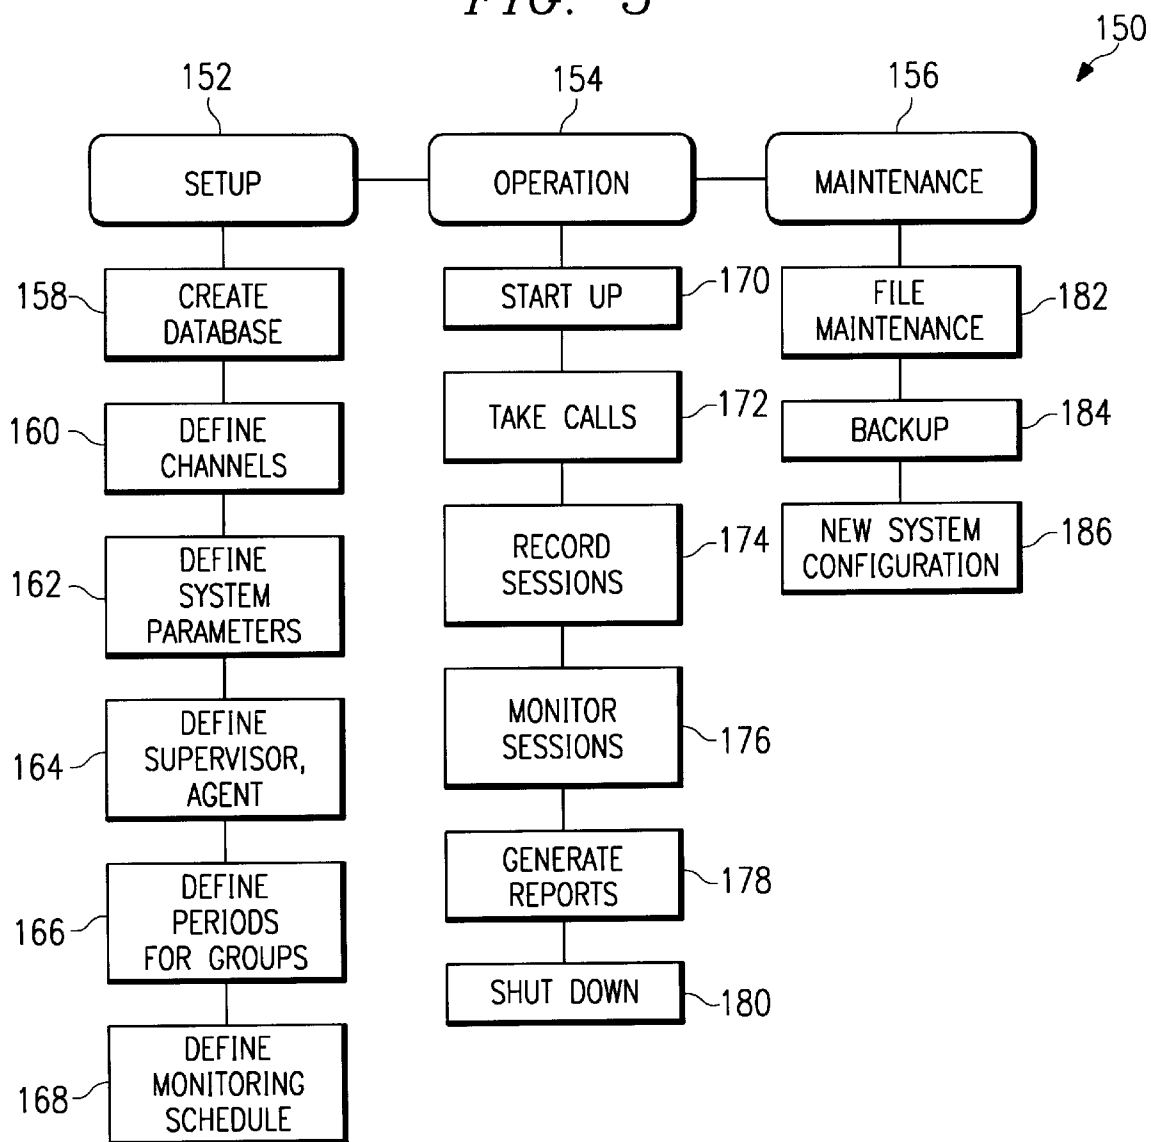 FIG. 3
150
152
154
156
SETUP
OPERATION
MAINTENANCE
158
CREATE
DATABASE
160
DEFINE
CHANNELS
162
DEFINE
SYSTEM
PARAMETERS
164
DEFINE
SUPERVISOR,
AGENT
166
DEFINE
PERIODS
FOR GROUPS
168
DEFINE
MONITORING
SCHEDULE
START UP
170
TAKE CALLS
172
RECORD
SESSIONS
174
MONITOR
SESSIONS
176
GENERATE
REPORTS
178
SHUT DOWN
180
FILE
MAINTENANCE
182
BACKUP
184
NEW SYSTEM
CONFIGURATION
186